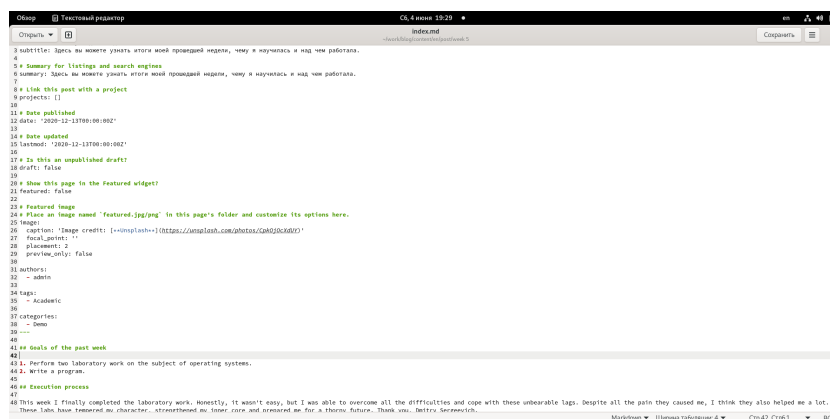 Обзор Текстовый редактор Сб, 4 июня 19:29 en
Открыть index.md Сохранить
~/work/blog/content/en/post/week 5
3 subtitle: Здесь вы можете узнать итоги моей прошедшей недели, чему я научилась и над чем работала.
4
5 # Summary for listings and search engines
6 summary: Здесь вы можете узнать итоги моей прошедшей недели, чему я научилась и над чем работала.
7
8 # Link this post with a project
9 projects: []
10
11 # Date published
12 date: '2020-12-13T00:00:00Z'
13
14 # Date updated
15 lastmod: '2020-12-13T00:00:00Z'
16
17 # Is this an unpublished draft?
18 draft: false
19
20 # Show this page in the Featured widget?
21 featured: false
22
23 # Featured image
24 # Place an image named `featured.jpg/png` in this page's folder and customize its options here.
25 image:
26 caption: 'Image credit: [**Unsplash**](https://unsplash.com/photos/CpkOjOcXdUY)'
27 focal_point: ''
28 placement: 2
29 preview_only: false
30
31 authors:
32 - admin
33
34 tags:
35 - Academic
36
37 categories:
38 - Demo
39 ---
40
41 ## Goals of the past week
42
43 1. Perform two laboratory work on the subject of operating systems.
44 2. Write a program.
45
46 ## Execution process
47
48 This week I finally completed the laboratory work. Honestly, it wasn't easy, but I was able to overcome all the difficulties and cope with these unbearable lags. Despite all the pain they caused me, I think they also helped me a lot.
These labs have tempered my character, strengthened my inner core and prepared me for a thorny future. Thank you, Dmitry Sergeevich.
Markdown Ширина табуляции: 4 Стр 42, Стлб 1